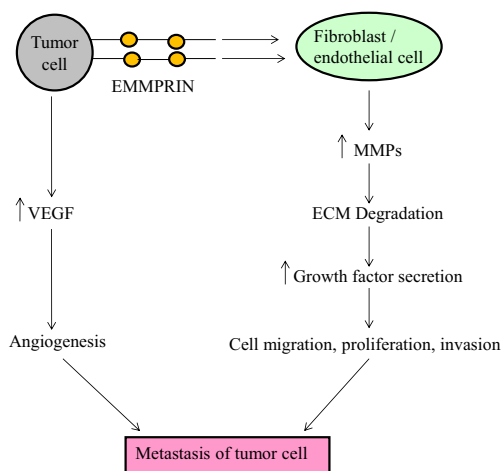 Tumor
cell
EMMPRIN
Fibroblast /
endothelial cell
↑ MMPs
↑ VEGF
ECM Degradation
↑ Growth factor secretion
Angiogenesis
Cell migration, proliferation, invasion
Metastasis of tumor cell